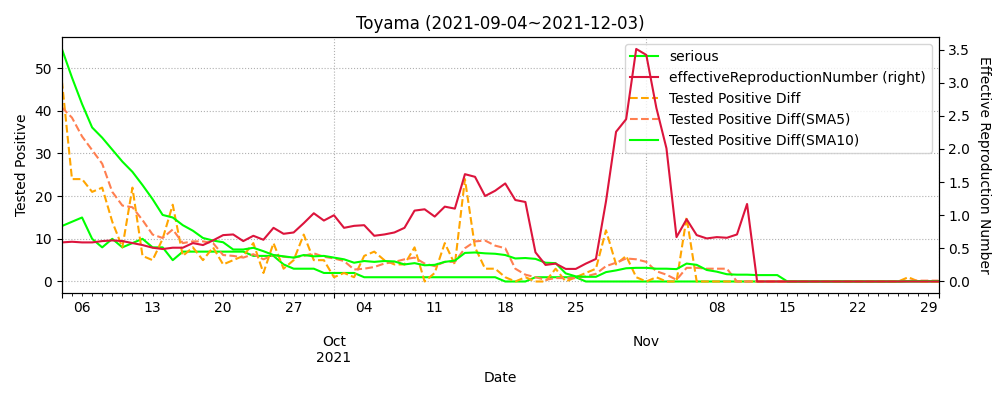 Toyama (2021-09-04~2021-12-03)
serious
effectiveReproductionNumber (right)
Tested Positive Diff
Tested Positive Diff(SMA5)
Tested Positive Diff(SMA10)
Tested Positive
50
40
30
20
10
0
3.5
3.0
2.5
2.0
1.5
1.0
0.5
0.0
Effective Reproduction Number
06 13 20 27 04 11 18 25 08 15 22 29
Oct Nov
2021
Date